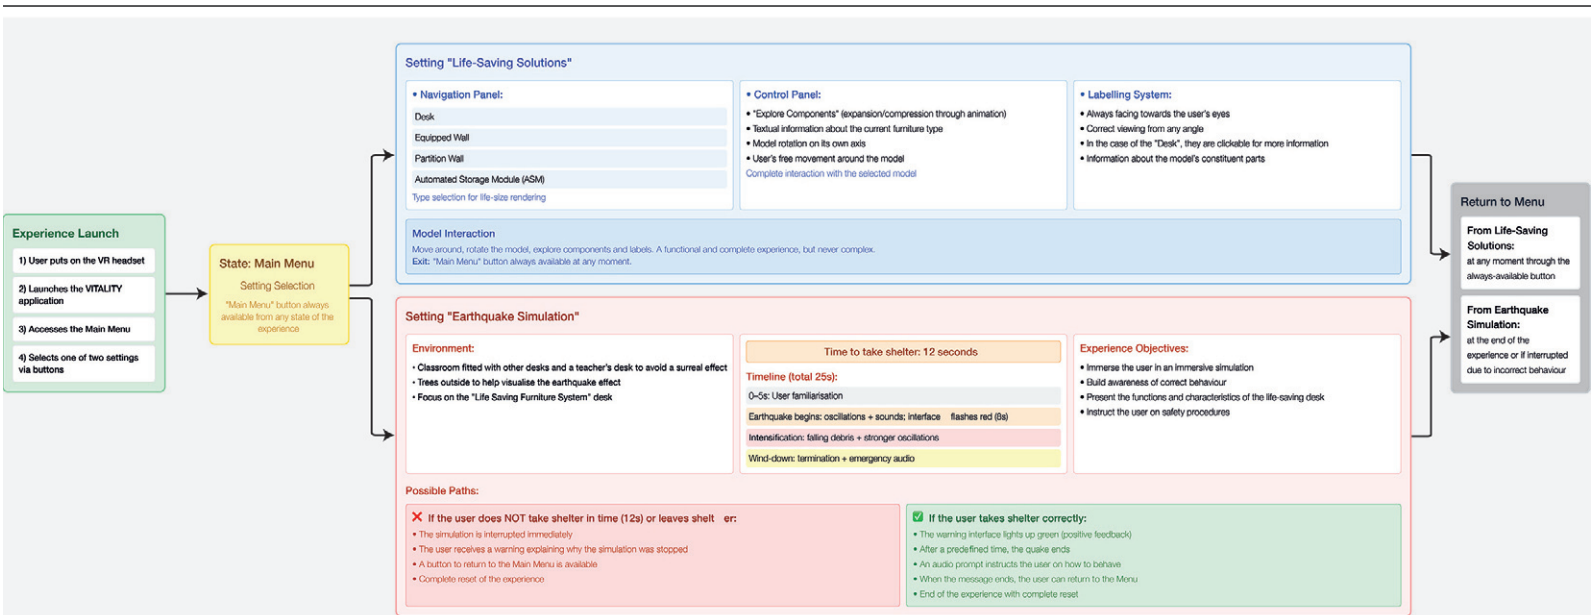 Experience Launch
1) User puts on the VR headset
2) Launches the VITALITY
application
3) Accesses the Main Menu
4) Selects one of two settings
via buttons
State: Main Menu
Setting Selection
"Main Menu" button always
available from any state of the
experience
Setting "Life-Saving Solutions"
• Navigation Panel:
Desk
Equipped Wall
Partition Wall
Automated Storage Module (ASM)
Type selection for life-size rendering
• Control Panel:
• "Explore Components" (expansion/compression through animation)
• Textual information about the current furniture type
• Model rotation on its own axis
• User's free movement around the model
Complete interaction with the selected model
• Labelling System:
• Always facing towards the user's eyes
• Correct viewing from any angle
• In the case of the "Desk", they are clickable for more information
• Information about the model's constituent parts
Model Interaction
Move around, rotate the model, explore components and labels. A functional and complete experience, but never complex.
Exit: "Main Menu" button always available at any moment.
Setting "Earthquake Simulation"
Environment:
• Classroom fitted with other desks and a teacher's desk to avoid a surreal effect
• Trees outside to help visualise the earthquake effect
• Focus on the "Life Saving Furniture System" desk
Time to take shelter: 12 seconds
Timeline (total 25s):
0–5s: User familiarisation
Earthquake begins: oscillations + sounds; interface flashes red (8s)
Intensification: falling debris + stronger oscillations
Wind-down: termination + emergency audio
Experience Objectives:
• Immerse the user in an immersive simulation
• Build awareness of correct behaviour
• Present the functions and characteristics of the life-saving desk
• Instruct the user on safety procedures
Possible Paths:
❌ If the user does NOT take shelter in time (12s) or leaves shelt er:
• The simulation is interrupted immediately
• The user receives a warning explaining why the simulation was stopped
• A button to return to the Main Menu is available
• Complete reset of the experience
✅ If the user takes shelter correctly:
• The warning interface lights up green (positive feedback)
• After a predefined time, the quake ends
• An audio prompt instructs the user on how to behave
• When the message ends, the user can return to the Menu
• End of the experience with complete reset
Return to Menu
From Life-Saving
Solutions:
at any moment through the
always-available button
From Earthquake
Simulation:
at the end of the
experience or if interrupted
due to incorrect behaviour